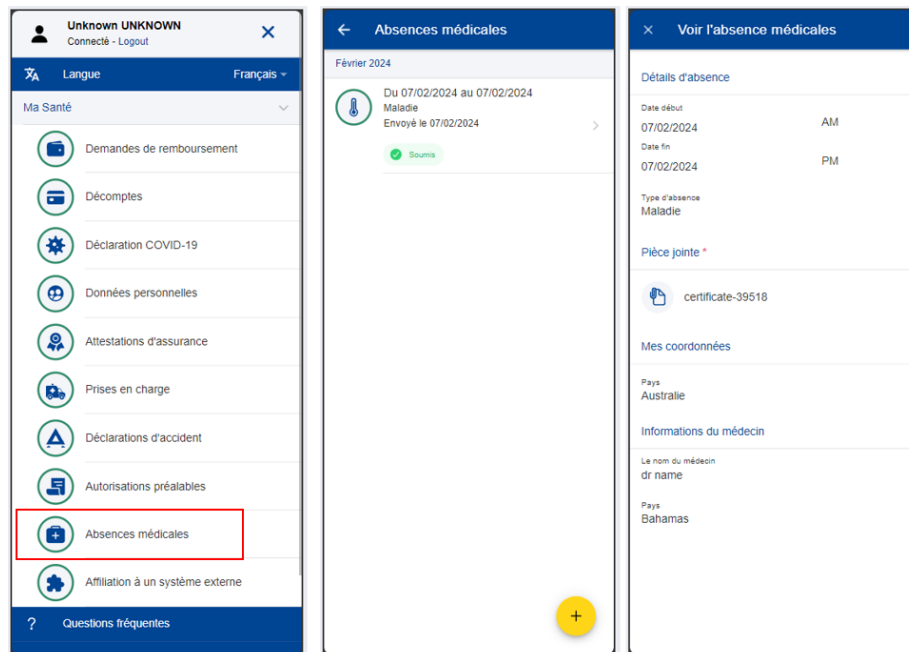 Unknown UNKNOWN
Connecté - Logout
Langue
Français
Ma Santé
Demandes de remboursement
Décomptes
Déclaration COVID-19
Données personnelles
Attestations d'assurance
Prises en charge
Déclarations d'accident
Autorisations préalables
Absences médicales
Affiliation à un système externe
? Questions fréquentes
Absences médicales
Février 2024
Du 07/02/2024 au 07/02/2024
Maladie
Envoyé le 07/02/2024
Soumis
+
Voir l'absence médicales
Détails d'absence
Date début
07/02/2024 AM
Date fin
07/02/2024 PM
Type d'absence
Maladie
Pièce jointe *
certificate-39518
Mes coordonnées
Pays
Australie
Informations du médecin
Le nom du médecin
dr name
Pays
Bahamas